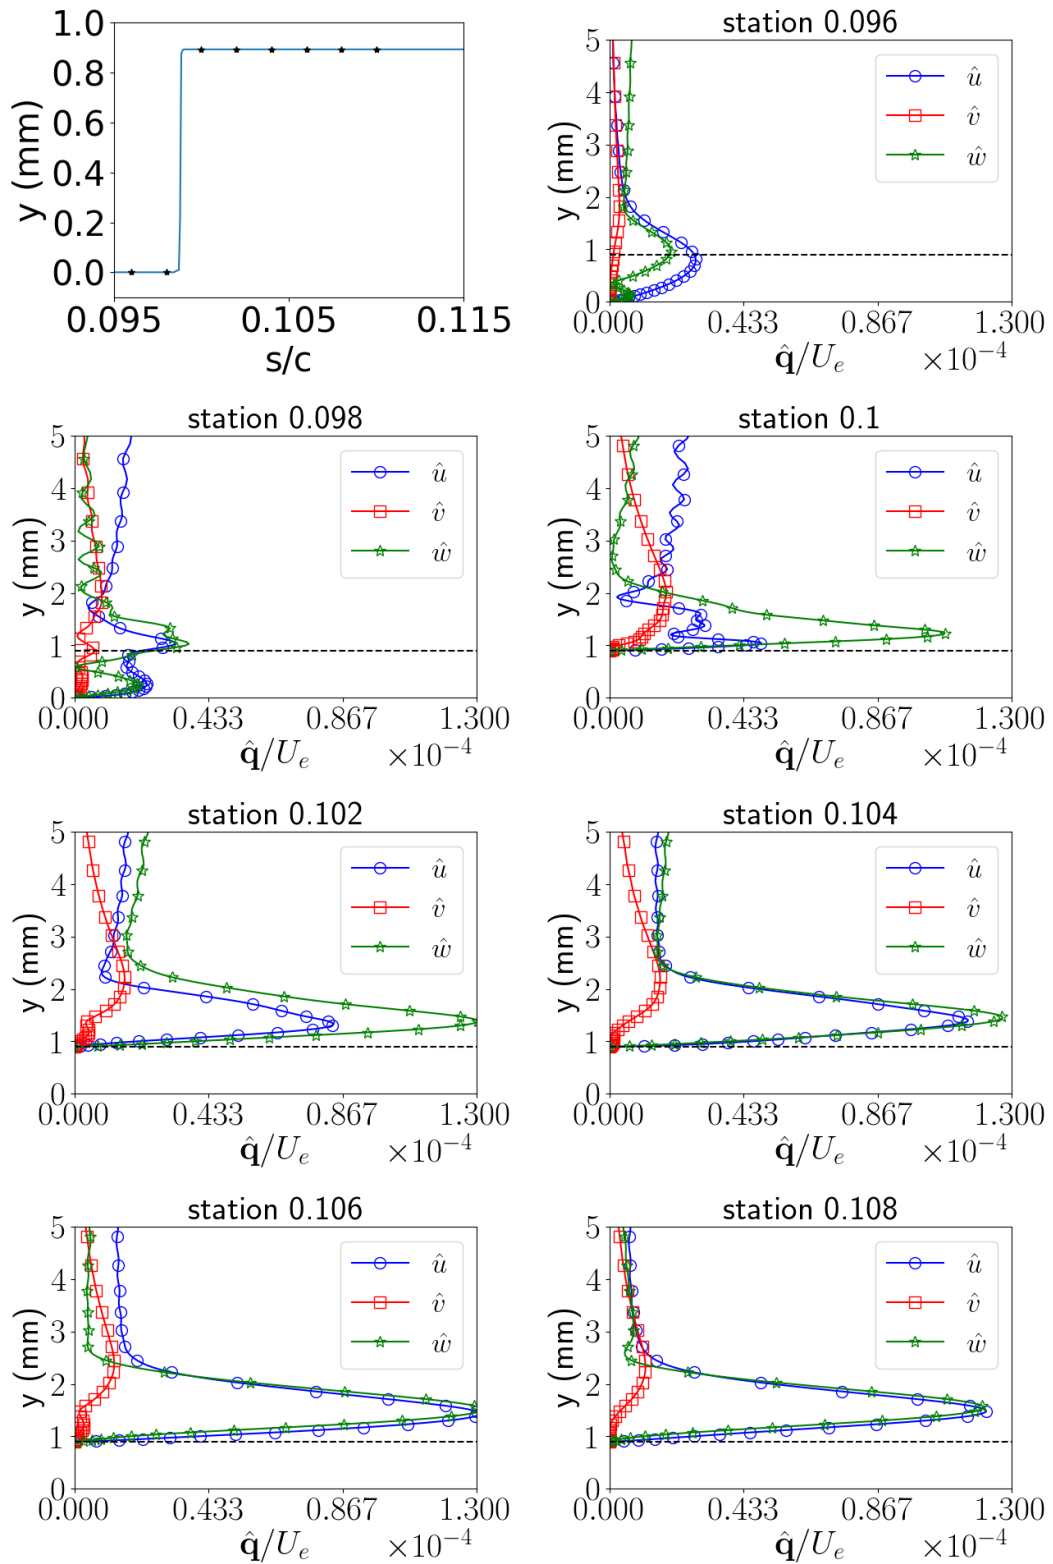 1.0
0.8
0.6
0.4
0.2
0.0
y (mm)
0.095 0.105 0.115
s/c
station 0.096
5
4
3
2
1
0
y (mm)
û
v̂
ŵ
0.000 0.433 0.867 1.300
q̂/Uₑ ×10⁻⁴
station 0.098
5
4
3
2
1
0
y (mm)
û
v̂
ŵ
0.000 0.433 0.867 1.300
q̂/Uₑ ×10⁻⁴
station 0.1
5
4
3
2
1
0
y (mm)
û
v̂
ŵ
0.000 0.433 0.867 1.300
q̂/Uₑ ×10⁻⁴
station 0.102
5
4
3
2
1
0
y (mm)
û
v̂
ŵ
0.000 0.433 0.867 1.300
q̂/Uₑ ×10⁻⁴
station 0.104
5
4
3
2
1
0
y (mm)
û
v̂
ŵ
0.000 0.433 0.867 1.300
q̂/Uₑ ×10⁻⁴
station 0.106
5
4
3
2
1
0
y (mm)
û
v̂
ŵ
0.000 0.433 0.867 1.300
q̂/Uₑ ×10⁻⁴
station 0.108
5
4
3
2
1
0
y (mm)
û
v̂
ŵ
0.000 0.433 0.867 1.300
q̂/Uₑ ×10⁻⁴